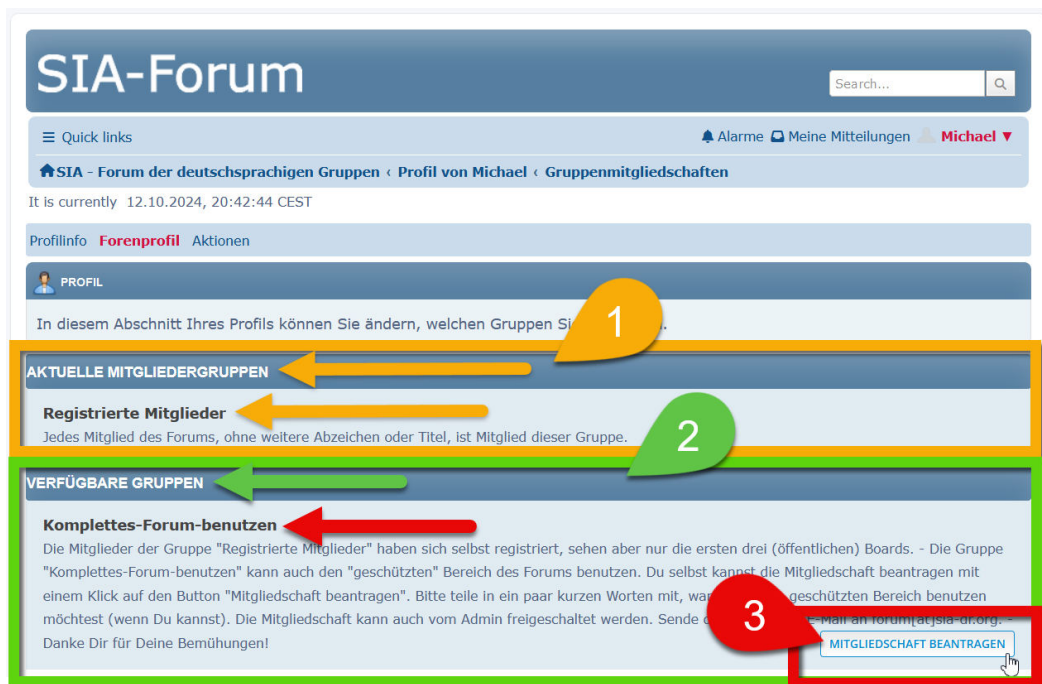 SIA-Forum
Search...
Quick links
Alarme Meine Mitteilungen Michael ▼
SIA - Forum der deutschsprachigen Gruppen ‹ Profil von Michael ‹ Gruppenmitgliedschaften
It is currently 12.10.2024, 20:42:44 CEST
Profilinfo Forenprofil Aktionen
PROFIL
In diesem Abschnitt Ihres Profils können Sie ändern, welchen Gruppen
1
AKTUELLE MITGLIEDERGRUPPEN
Registrierte Mitglieder
Jedes Mitglied des Forums, ohne weitere Abzeichen oder Titel, ist Mitglied dieser Gruppe.
2
VERFÜGBARE GRUPPEN
Komplettes-Forum-benutzen
Die Mitglieder der Gruppe "Registrierte Mitglieder" haben sich selbst registriert, sehen aber nur die ersten drei (öffentlichen) Boards. - Die Gruppe
"Komplettes-Forum-benutzen" kann auch den "geschützten" Bereich des Forums benutzen. Du selbst kannst die Mitgliedschaft beantragen mit
einem Klick auf den Button "Mitgliedschaft beantragen". Bitte teile in ein paar kurzen Worten mit, geschützten Bereich benutzen
möchtest (wenn Du kannst). Die Mitgliedschaft kann auch vom Admin freigeschaltet werden. Sende E-Mail an forum[at]sia-dr.org. -
Danke Dir für Deine Bemühungen!
3
MITGLIEDSCHAFT BEANTRAGEN